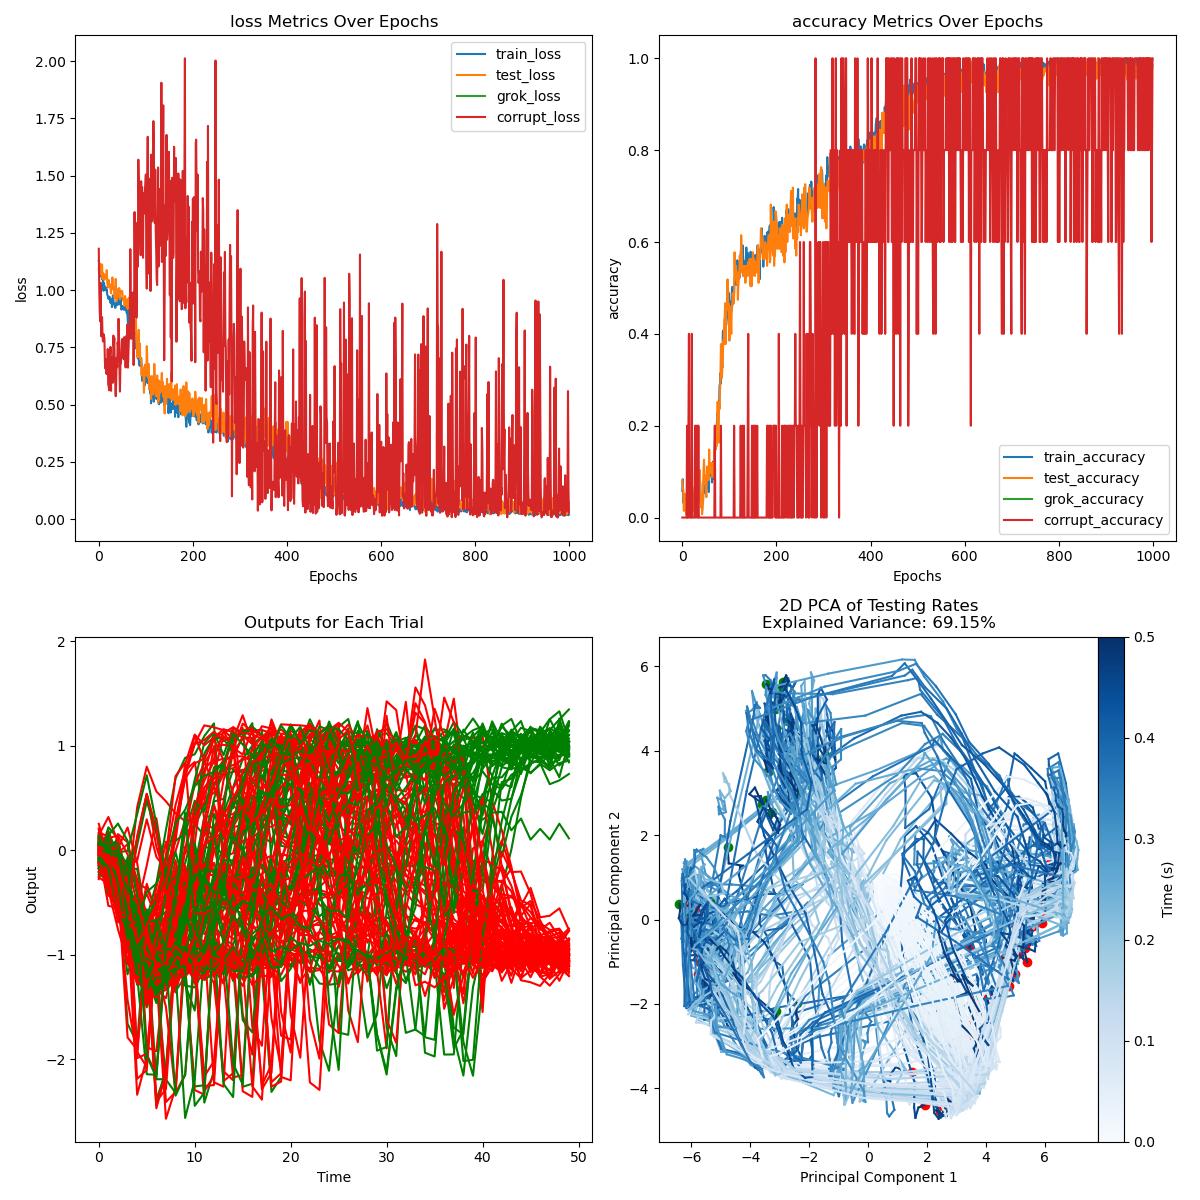 loss Metrics Over Epochs
2.00
1.75
1.50
1.25
1.00
0.75
0.50
0.25
0.00
loss
0
200
400
600
800
1000
Epochs
train_loss
test_loss
grok_loss
corrupt_loss
accuracy Metrics Over Epochs
1.0
0.8
0.6
0.4
0.2
0.0
accuracy
0
200
400
600
800
1000
Epochs
train_accuracy
test_accuracy
grok_accuracy
corrupt_accuracy
Outputs for Each Trial
2
1
0
−1
−2
Output
0
10
20
30
40
50
Time
2D PCA of Testing Rates
Explained Variance: 69.15%
6
4
2
0
−2
−4
Principal Component 2
−6
−4
−2
0
2
4
6
Principal Component 1
0.5
0.4
0.3
0.2
0.1
0.0
Time (s)